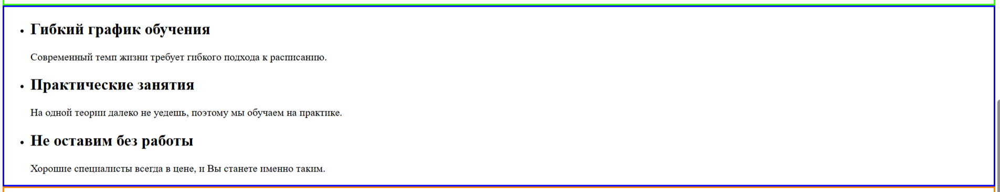 Гибкий график обучения
Современный темп жизни требует гибкого подхода к расписанию.
Практические занятия
На одной теории далеко не уедешь, поэтому мы обучаем на практике.
Не оставим без работы
Хорошие специалисты всегда в цене, и Вы станете именно таким.